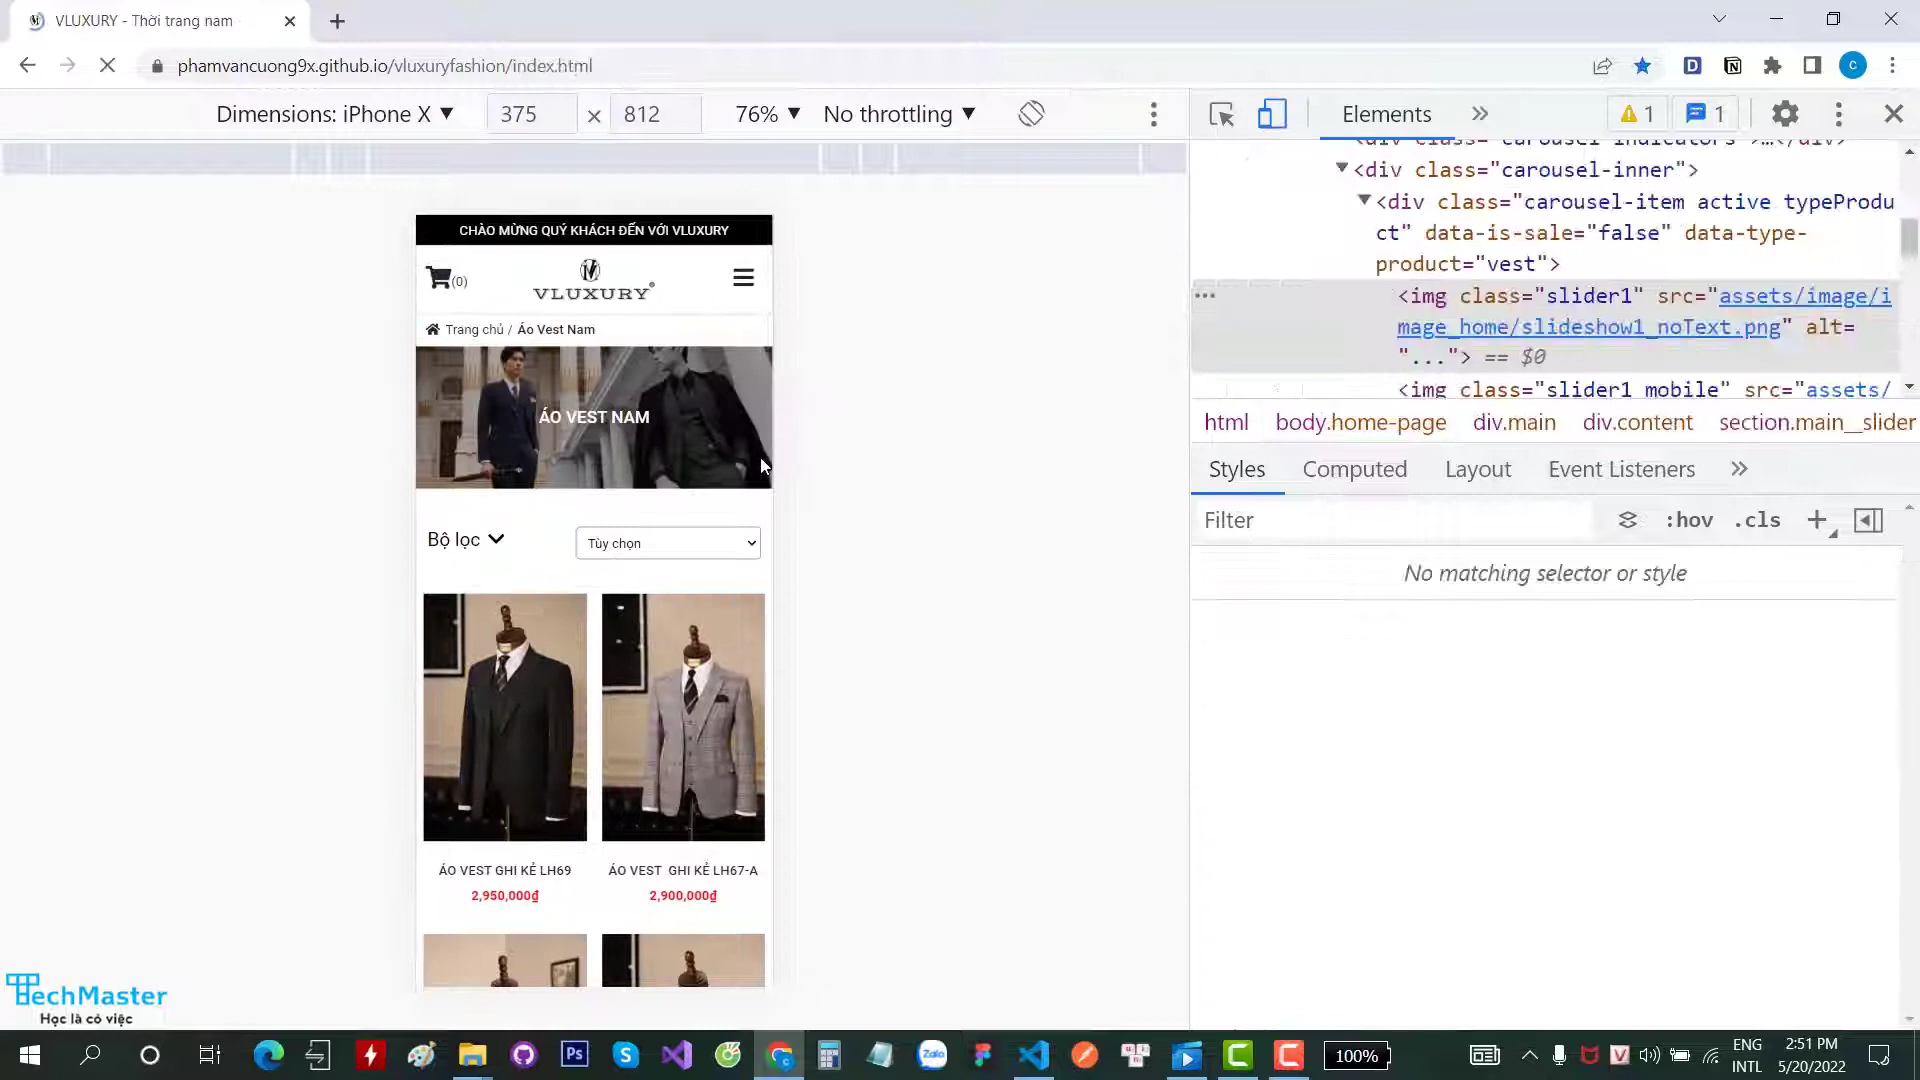 VLUXURY - Thời trang nam
phamvancuong9x.github.io/vluxuryfashion/index.html
Dimensions: iPhone X ▼ 375 × 812 76% ▼ No throttling ▼
Elements » 1 1
<div class="carousel-indicators">…</div>
▼<div class="carousel-inner">
▼<div class="carousel-item active typeProdu
ct" data-is-sale="false" data-type-
product="vest">
<img class="slider1" src="assets/image/i
mage_home/slideshow1_noText.png" alt=
"..."> == $0
<img class="slider1 mobile" src="assets/
html body.home-page div.main div.content section.main__slider
Styles Computed Layout Event Listeners »
Filter :hov .cls +
No matching selector or style
CHÀO MỪNG QUÝ KHÁCH ĐẾN VỚI VLUXURY
(0)
VLUXURY®
Trang chủ / Áo Vest Nam
ÁO VEST NAM
Bộ lọc
Tùy chọn
ÁO VEST GHI KẺ LH69
2,950,000₫
ÁO VEST GHI KẺ LH67-A
2,900,000₫
TechMaster
Học là có việc
100%
ENG
INTL
2:51 PM
5/20/2022